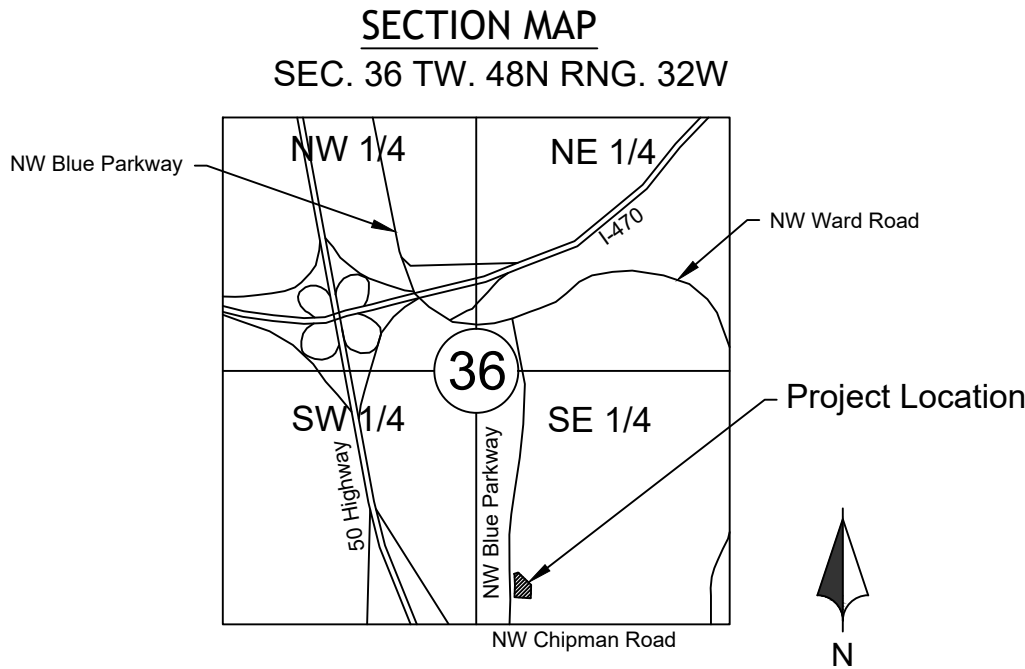 SECTION MAP
SEC. 36 TW. 48N RNG. 32W
NW 1/4
NE 1/4
NW Blue Parkway
I-470
NW Ward Road
36
SW 1/4
SE 1/4
Project Location
50 Highway
NW Blue Parkway
NW Chipman Road
N